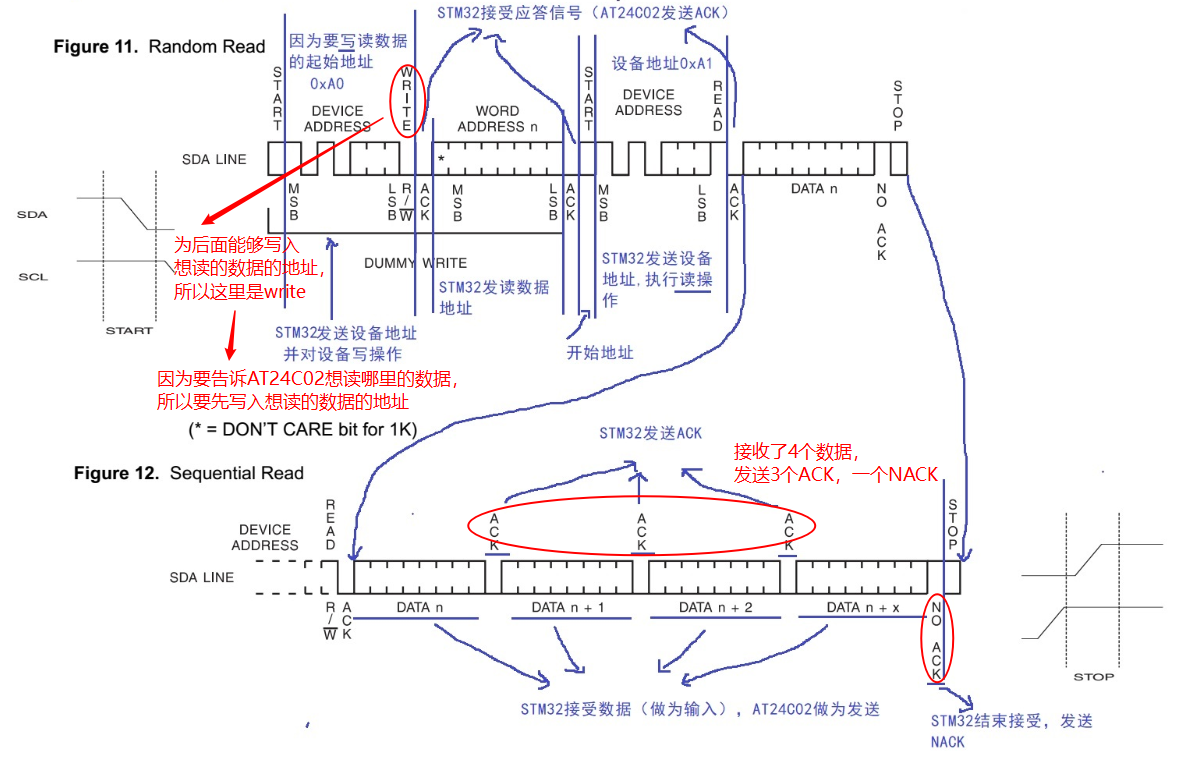 STM32接受应答信号（AT24C02发送ACK）
Figure 11. Random Read
因为要写读数据
的起始地址
0xA0
START
DEVICE
ADDRESS
WRITE
WORD
ADDRESS n
START
设备地址0xA1
DEVICE
ADDRESS
READ
STOP
SDA LINE
*
MSB
LSB
R/W
ACK
MSB
LSB
ACK
MSB
LSB
ACK
DATA n
NO ACK
SDA
SCL
START
为后面能够写入
想读的数据的地址，
所以这里是write
DUMMY WRITE
STM32发读数据
地址
STM32发送设备
地址,执行读操
作
STM32发送设备地址
并对设备写操作
开始地址
因为要告诉AT24C02想读哪里的数据，
所以要先写入想读的数据的地址
(* = DON'T CARE bit for 1K)
STM32发送ACK
接收了4个数据，
发送3个ACK，一个NACK
Figure 12. Sequential Read
DEVICE
ADDRESS
READ
ACK
ACK
ACK
STOP
SDA LINE
R/W
ACK
DATA n
DATA n + 1
DATA n + 2
DATA n + x
NO ACK
STOP
STM32接受数据（做为输入），AT24C02做为发送
STM32结束接受，发送
NACK